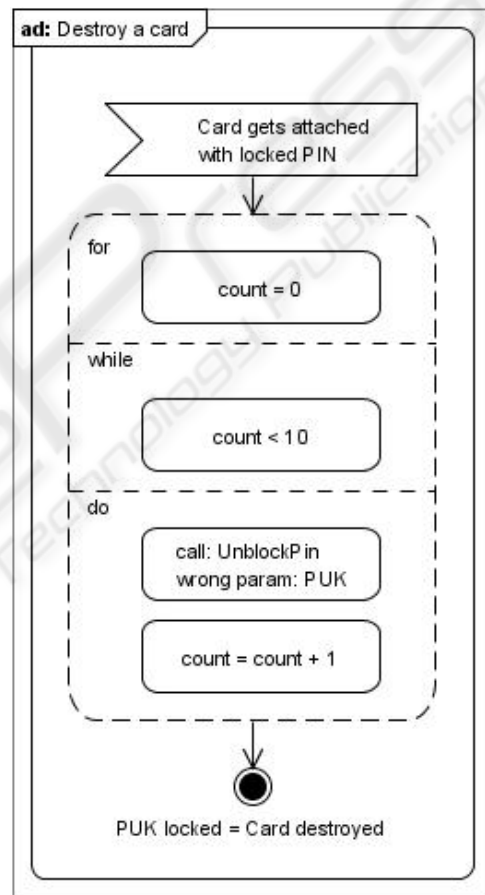 ad: Destroy a card
Card gets attached
with locked PIN
for
count = 0
while
count < 10
do
call: UnblockPin
wrong param: PUK
count = count + 1
PUK locked = Card destroyed